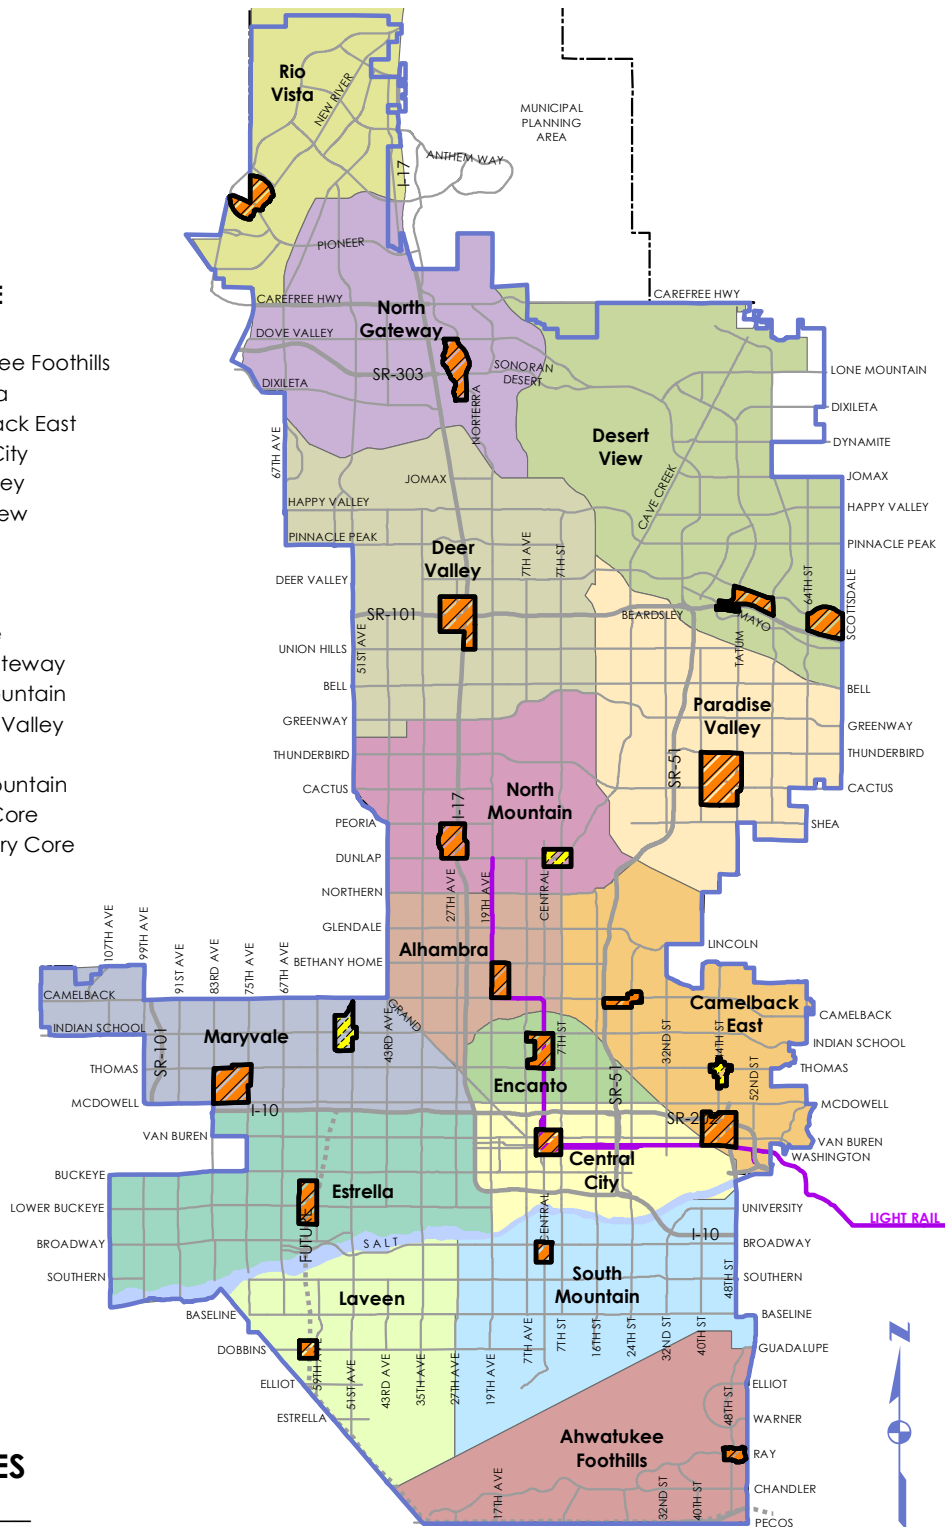 Rio
Vista
NEW RIVER
MUNICIPAL
PLANNING
AREA
ANTHEM WAY
I-17
PIONEER
CAREFREE HWY
CAREFREE HWY
E
North
Gateway
DOVE VALLEY
SR-303
SONORAN
DESERT
NORTERRA
DIXILETA
LONE MOUNTAIN
DIXILETA
DYNAMITE
JOMAX
HAPPY VALLEY
PINNACLE PEAK
ee Foothills
a
ack East
City
ley
ew
e
teway
ountain
Valley
ountain
Core
ry Core
67TH AVE
Desert
View
CAVE CREEK
JOMAX
HAPPY VALLEY
PINNACLE PEAK
Deer
Valley
7TH AVE
7TH ST
DEER VALLEY
SR-101
51ST AVE
UNION HILLS
BEARDSLEY
MAYO
TATUM
64TH ST
SCOTTSDALE
BELL
BELL
GREENWAY
GREENWAY
Paradise
Valley
THUNDERBIRD
THUNDERBIRD
SR-51
CACTUS
CACTUS
North
Mountain
I-17
PEORIA
SHEA
DUNLAP
27TH AVE
19TH AVE
CENTRAL
NORTHERN
GLENDALE
Alhambra
BETHANY HOME
LINCOLN
107TH AVE
99TH AVE
91ST AVE
83RD AVE
75TH AVE
67TH AVE
CAMELBACK
INDIAN SCHOOL
SR-101
Maryvale
43RD AVE
GRAND
THOMAS
MCDOWELL
I-10
7TH ST
Encanto
SR-51
32ND ST
44TH ST
52ND ST
Camelback
East
CAMELBACK
INDIAN SCHOOL
THOMAS
MCDOWELL
SR-202
VAN BUREN
VAN BUREN
WASHINGTON
Central
City
BUCKEYE
LOWER BUCKEYE
Estrella
FUTURE
CENTRAL
UNIVERSITY
LIGHT RAIL
I-10
BROADWAY
BROADWAY
SALT
SOUTHERN
SOUTHERN
48TH ST
South
Mountain
Laveen
BASELINE
BASELINE
DOBBINS
GUADALUPE
59TH AVE
51ST AVE
43RD AVE
35TH AVE
27TH AVE
19TH AVE
7TH AVE
7TH ST
16TH ST
24TH ST
32ND ST
40TH ST
ELLIOT
ELLIOT
48TH ST
ESTRELLA
WARNER
Ahwatukee
Foothills
RAY
ES
17TH AVE
32ND ST
40TH ST
CHANDLER
PECOS
N